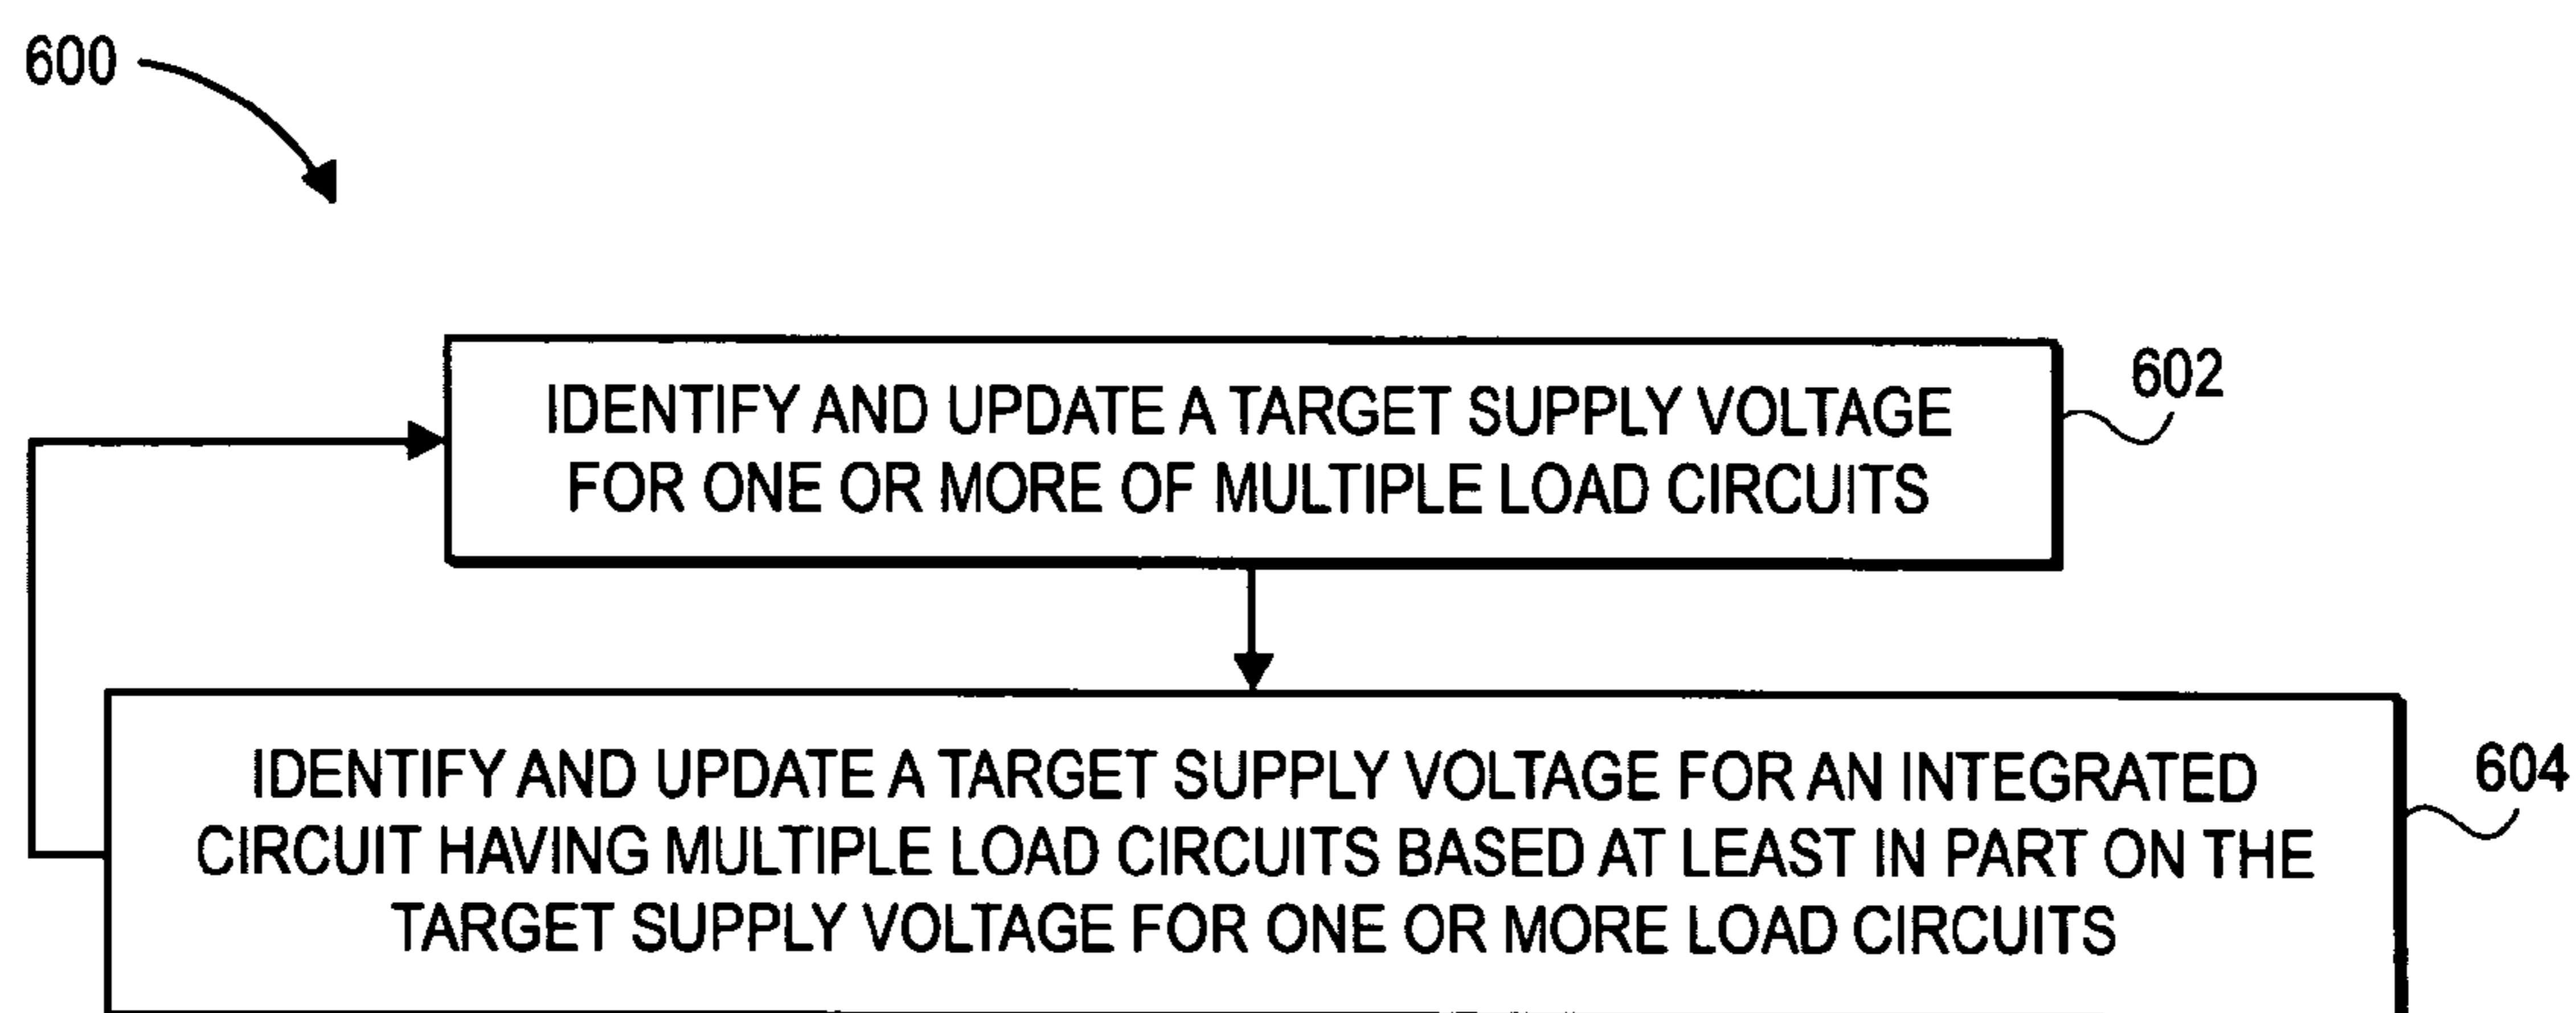 600
IDENTIFY AND UPDATE A TARGET SUPPLY VOLTAGE
FOR ONE OR MORE OF MULTIPLE LOAD CIRCUITS
602
IDENTIFY AND UPDATE A TARGET SUPPLY VOLTAGE FOR AN INTEGRATED
CIRCUIT HAVING MULTIPLE LOAD CIRCUITS BASED AT LEAST IN PART ON THE
TARGET SUPPLY VOLTAGE FOR ONE OR MORE LOAD CIRCUITS
604